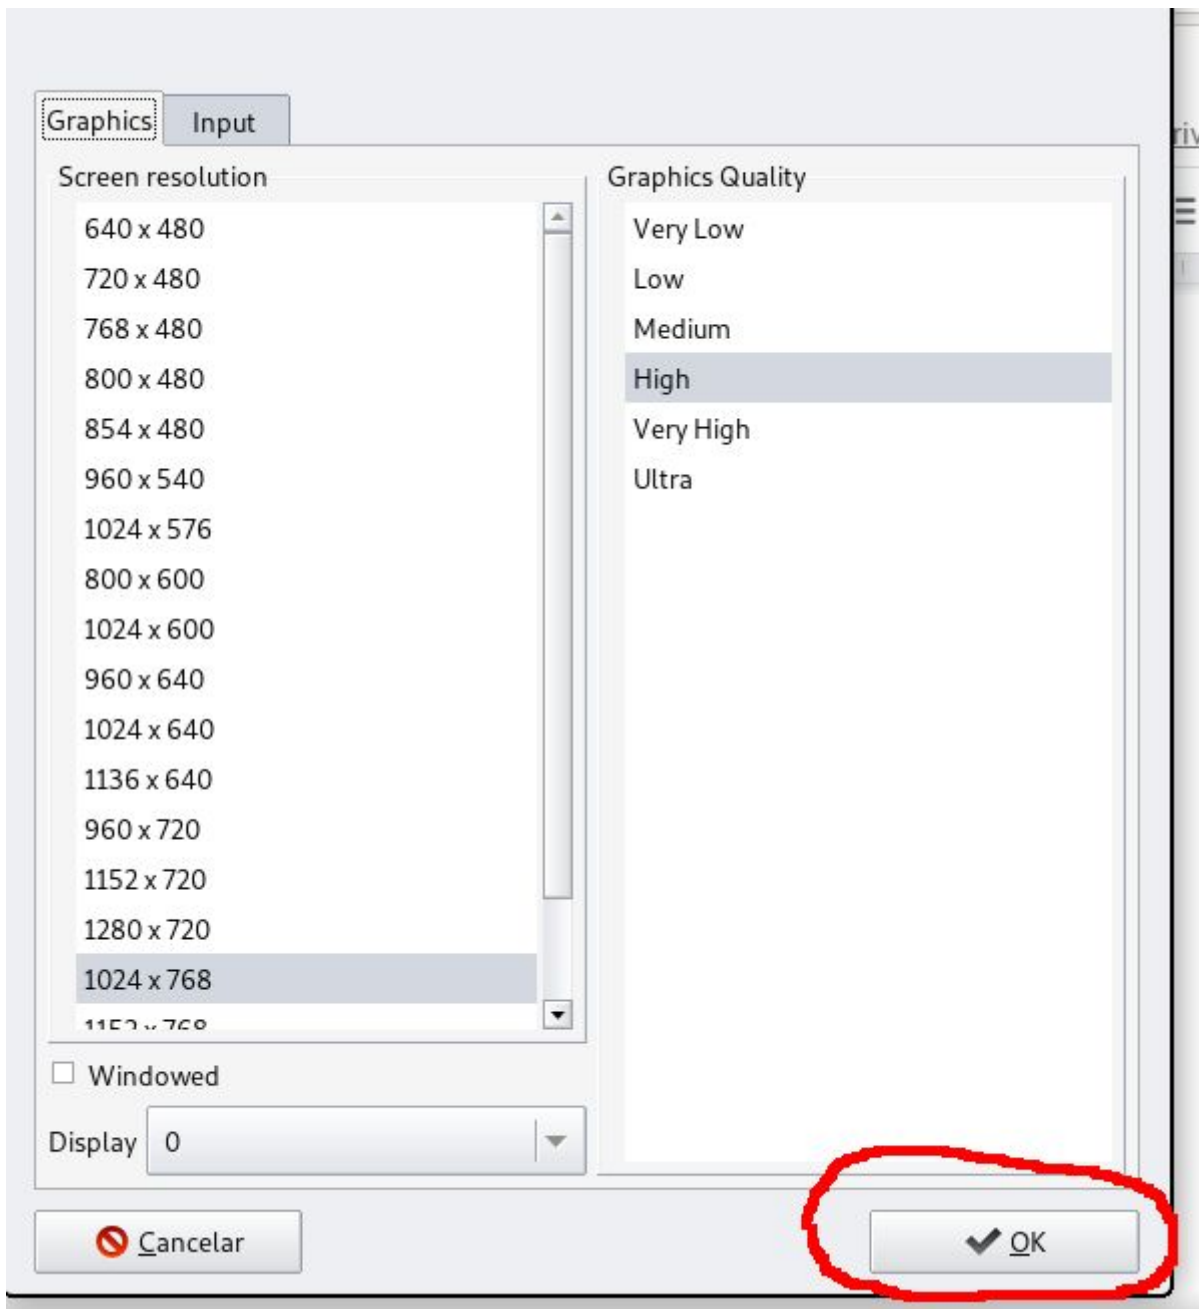 Graphics Input
Screen resolution
640 x 480
720 x 480
768 x 480
800 x 480
854 x 480
960 x 540
1024 x 576
800 x 600
1024 x 600
960 x 640
1024 x 640
1136 x 640
960 x 720
1152 x 720
1280 x 720
1024 x 768
1152 x 768
Windowed
Display 0
Graphics Quality
Very Low
Low
Medium
High
Very High
Ultra
Cancelar
OK